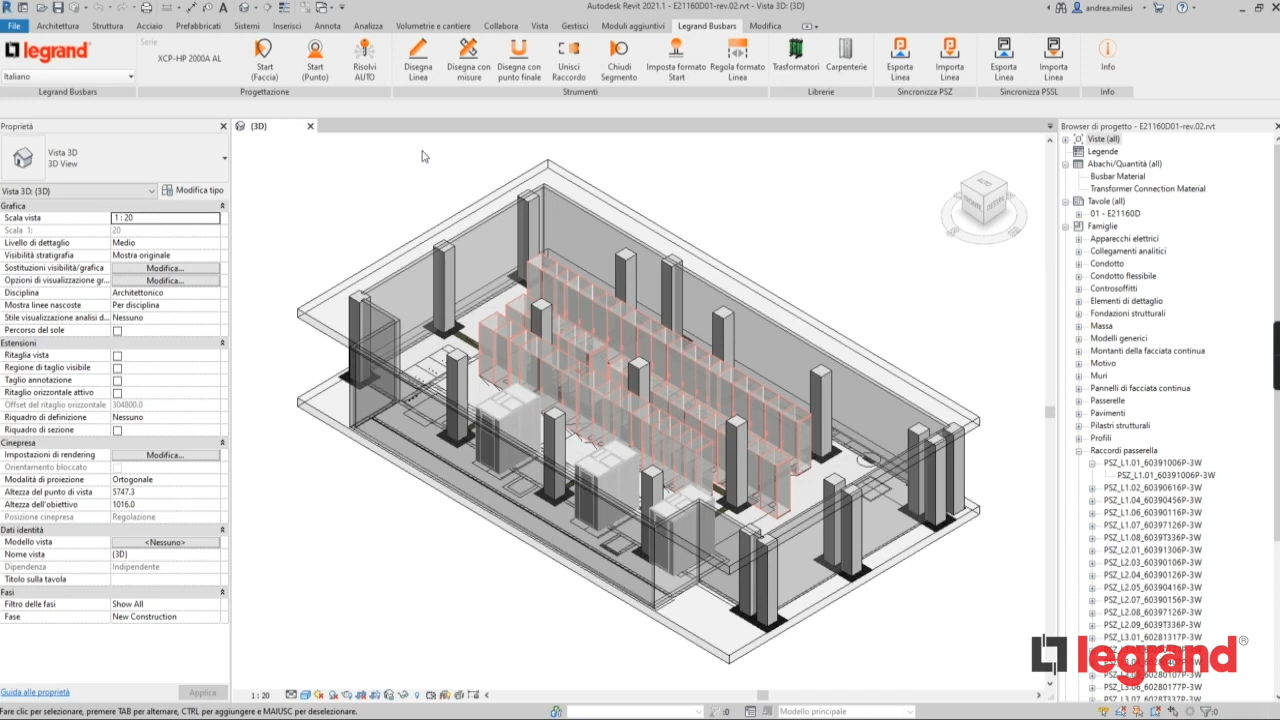 Autodesk Revit 2021.1 - E21160D01-rev.02.rvt - Vista 3D: {3D}
andrea.milesi
File Architettura Struttura Acciaio Prefabbricati Sistemi Inserisci Annota Analizza Volumetrie e cantiere Collabora Vista Gestisci Moduli aggiuntivi Legrand Busbars Modifica
legrand
Serie
XCP-HP 2000A AL
Italiano
Start (Faccia)
Start (Punto)
Risolvi AUTO
Disegna Linea
Disegna con misure
Disegna con punto finale
Unisci Raccordo
Chiudi Segmento
Imposta formato Start
Regola formato Linea
Trasformatori
Carpenterie
Esporta Linea
Importa Linea
Esporta Linea
Importa Linea
Info
Legrand Busbars
Progettazione
Strumenti
Librerie
Sincronizza PSZ
Sincronizza PSSL
Info
Proprietà
Vista 3D
3D View
Vista 3D: {3D}
Modifica tipo
Grafica
Scala vista 1 : 20
Scala 1: 20
Livello di dettaglio Medio
Visibilità stratigrafia Mostra originale
Sostituzioni visibilità/grafica Modifica...
Opzioni di visualizzazione gr... Modifica...
Disciplina Architettonico
Mostra linee nascoste Per disciplina
Stile visualizzazione analisi d... Nessuno
Percorso del sole
Estensioni
Ritaglia vista
Regione di taglio visibile
Taglio annotazione
Ritaglio orizzontale attivo
Offset del ritaglio orizzontale 304800.0
Riquadro di definizione Nessuno
Riquadro di sezione
Cinepresa
Impostazioni di rendering Modifica...
Orientamento bloccato
Modalità di proiezione Ortogonale
Altezza del punto di vista 5747.3
Altezza dell'obiettivo 1016.0
Posizione cinepresa Regolazione
Dati identità
Modello vista <Nessuno>
Nome vista {3D}
Dipendenza Indipendente
Titolo sulla tavola
Fasi
Filtro delle fasi Show All
Fase New Construction
Guida alle proprietà
Applica
{3D}
ALTO
FRONTE
DESTRA
1 : 20
Browser di progetto - E21160D01-rev.02.rvt
Viste (all)
Legende
Abachi/Quantità (all)
Busbar Material
Transformer Connection Material
Tavole (all)
01 - E21160D
Famiglie
Apparecchi elettrici
Collegamenti analitici
Condotto
Condotto flessibile
Controsoffitti
Elementi di dettaglio
Fondazioni strutturali
Massa
Modelli generici
Montanti della facciata continua
Motivo
Muri
Pannelli di facciata continua
Passerelle
Pavimenti
Pilastri strutturali
Profili
Raccordi passerella
PSZ_L1.01_60391006P-3W
PSZ_L1.01_60391006P-3W
PSZ_L1.02_60390616P-3W
PSZ_L1.04_60390456P-3W
PSZ_L1.06_60390116P-3W
PSZ_L1.07_60397126P-3W
PSZ_L1.08_6039T336P-3W
PSZ_L2.01_60391306P-3W
PSZ_L2.03_60390126P-3W
PSZ_L2.04_60390126P-3W
PSZ_L2.05_60390416P-3W
PSZ_L2.07_60390156P-3W
PSZ_L2.08_60397126P-3W
PSZ_L2.09_6039T336P-3W
PSZ_L3.01_60281317P-3W
PSZ_L3.06_60280177P-3W
PSZ_L3.07_6028T337P-3W
legrand®
Fare clic per selezionare, premere TAB per alternare, CTRL per aggiungere e MAIUSC per deselezionare.
:0
Modello principale
:0